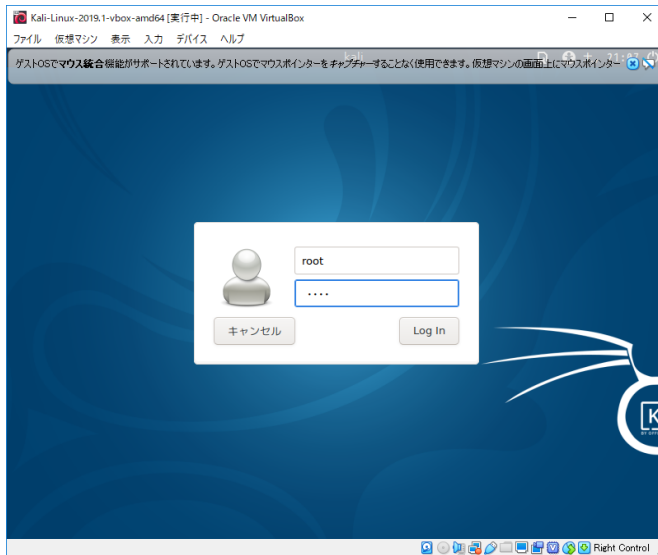 Kali-Linux-2019.1-vbox-amd64 [実行中] - Oracle VM VirtualBox
ファイル 仮想マシン 表示 入力 デバイス ヘルプ
ゲストOSでマウス統合機能がサポートされています。ゲストOSでマウスポインターをキャプチャーすることなく使用できます。仮想マシンの画面上にマウスポインター
root
キャンセル
Log In
K
Right Control